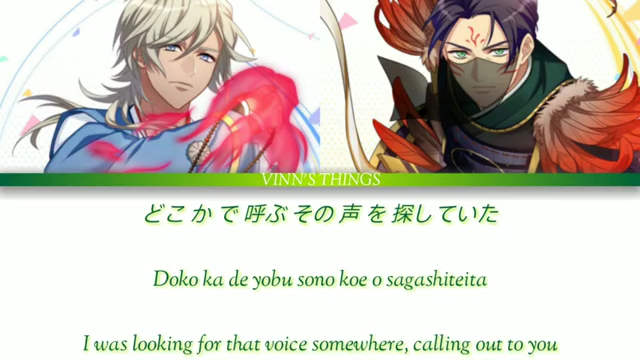 VINN'S THINGS
どこかで呼ぶその声を探していた
Doko ka de yobu sono koe o sagashiteita
I was looking for that voice somewhere, calling out to you